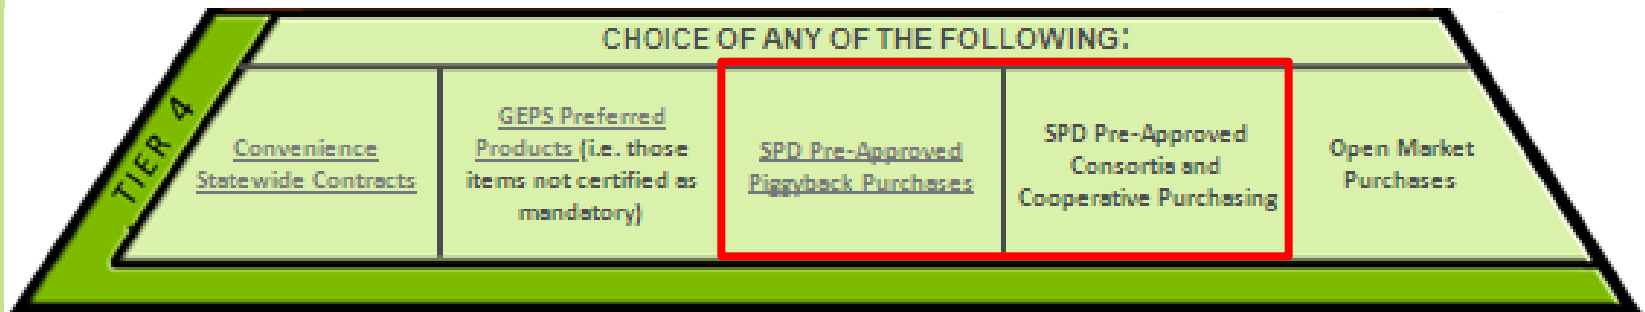 CHOICE OF ANY OF THE FOLLOWING:
TIER 4
Convenience
Statewide Contracts
GEPS Preferred
Products (i.e. those
items not certified as
mandatory)
SPD Pre-Approved
Piggyback Purchases
SPD Pre-Approved
Consortia and
Cooperative Purchasing
Open Market
Purchases